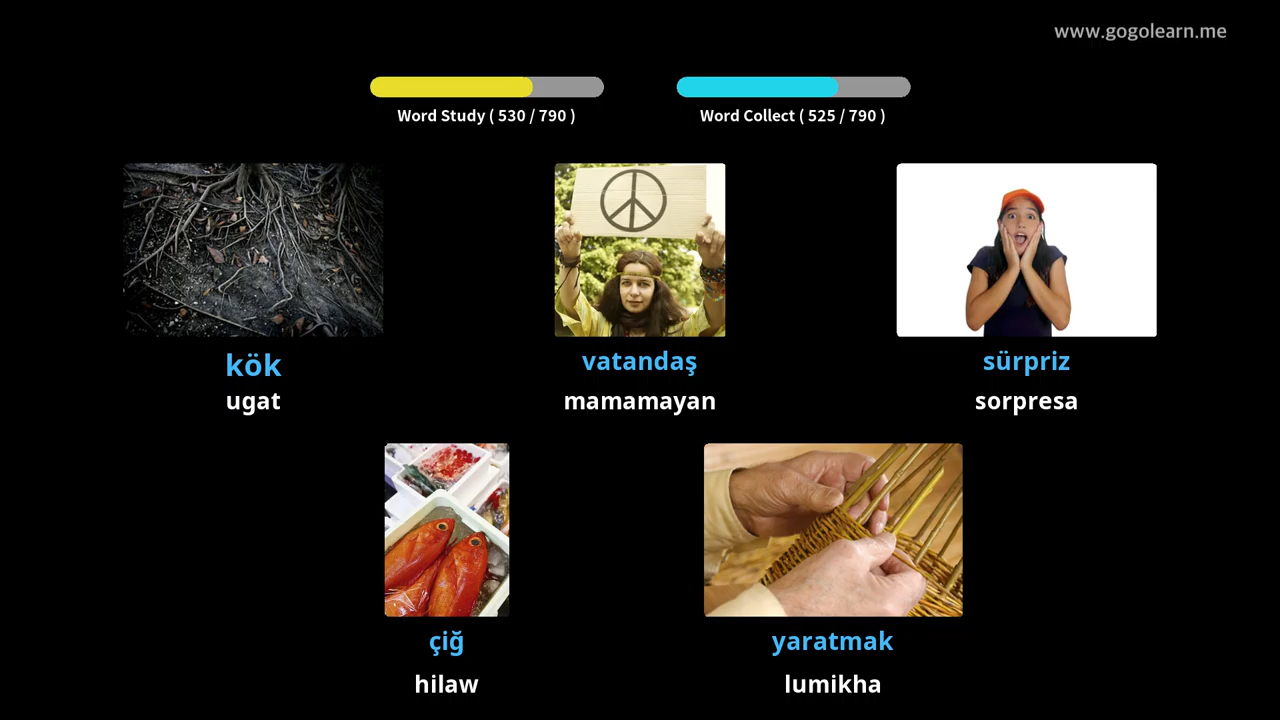 www.gogolearn.me
Word Study ( 530 / 790 )
Word Collect ( 525 / 790 )
kök
vatandaş
sürpriz
ugat
mamamayan
sorpresa
çiğ
yaratmak
hilaw
lumikha